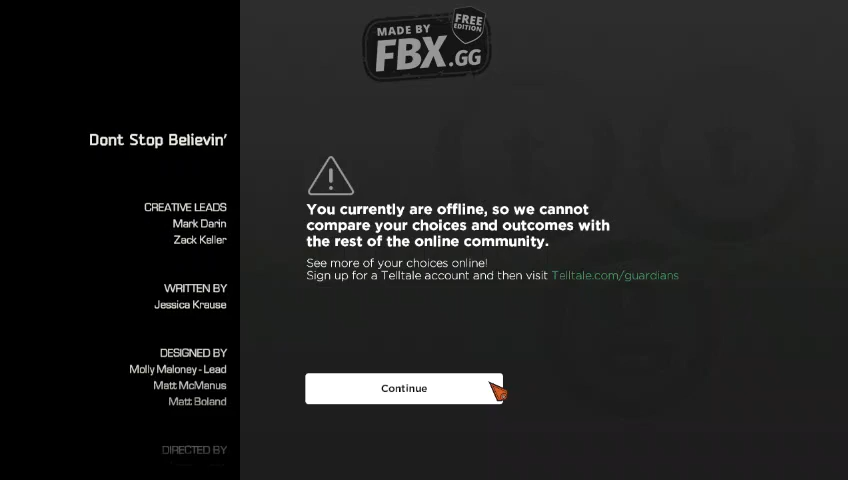 MADE BY
FREE
EDITION
FBX.GG
Dont Stop Believin'
CREATIVE LEADS
Mark Darin
Zack Keller
WRITTEN BY
Jessica Krause
DESIGNED BY
Molly Maloney - Lead
Matt McManus
Matt Boland
DIRECTED BY
You currently are offline, so we cannot
compare your choices and outcomes with
the rest of the online community.
See more of your choices online!
Sign up for a Telltale account and then visit Telltale.com/guardians
Continue